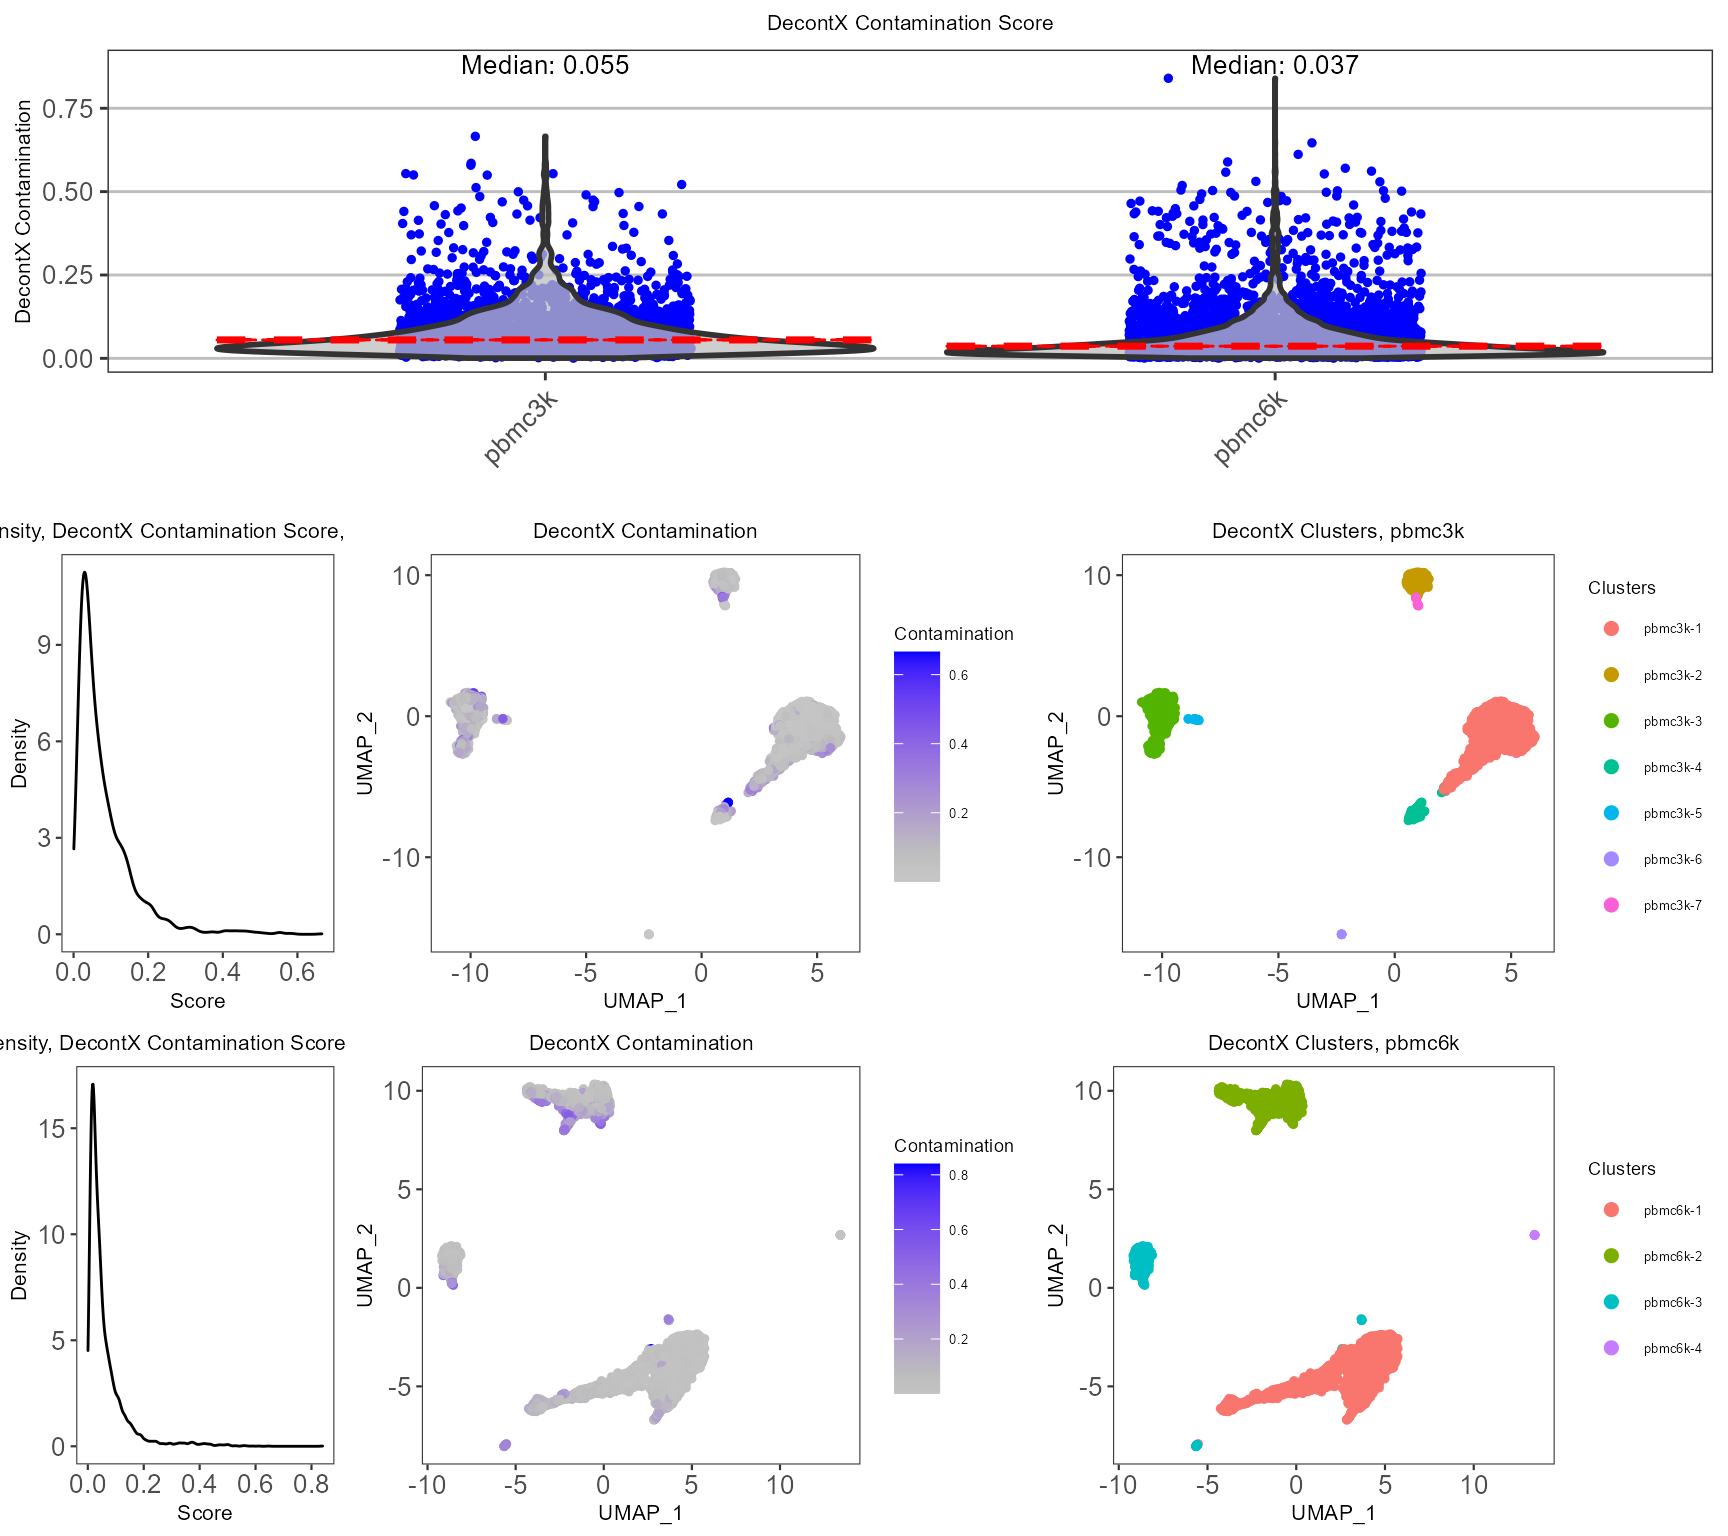 DecontX Contamination Score
Median: 0.055 Median: 0.037
DecontX Contamination
0.75
0.50
0.25
0.00
pbmc3k pbmc6k
nsity, DecontX Contamination Score,
Density
9
6
3
0
0.0 0.2 0.4 0.6
Score
DecontX Contamination
UMAP_2
10
0
-10
-10 -5 0 5
UMAP_1
Contamination
0.6
0.4
0.2
DecontX Clusters, pbmc3k
UMAP_2
10
0
-10
-10 -5 0 5
UMAP_1
Clusters
pbmc3k-1
pbmc3k-2
pbmc3k-3
pbmc3k-4
pbmc3k-5
pbmc3k-6
pbmc3k-7
ensity, DecontX Contamination Score
Density
15
10
5
0
0.0 0.2 0.4 0.6 0.8
Score
DecontX Contamination
UMAP_2
10
5
0
-5
-10 -5 0 5 10
UMAP_1
Contamination
0.8
0.6
0.4
0.2
DecontX Clusters, pbmc6k
UMAP_2
10
5
0
-5
-10 -5 0 5 10
UMAP_1
Clusters
pbmc6k-1
pbmc6k-2
pbmc6k-3
pbmc6k-4